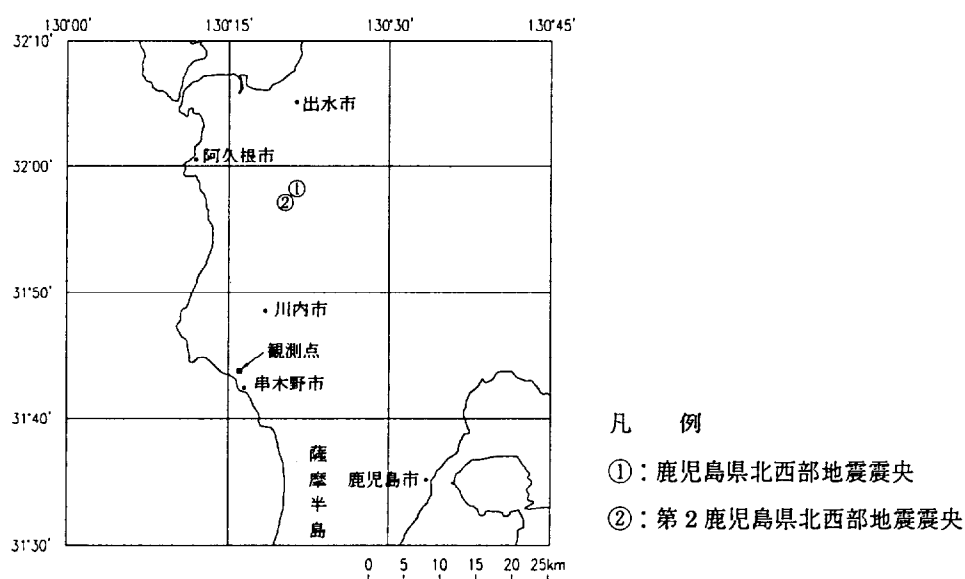 130°00' 130°15' 130°30' 130°45'
32°10'
出水市
阿久根市
32°00'
①
②
31°50'
川内市
観測点
串木野市
31°40'
薩摩半島
鹿児島市
31°30'
0 5 10 15 20 25km
凡 例
①：鹿児島県北西部地震震央
②：第2鹿児島県北西部地震震央